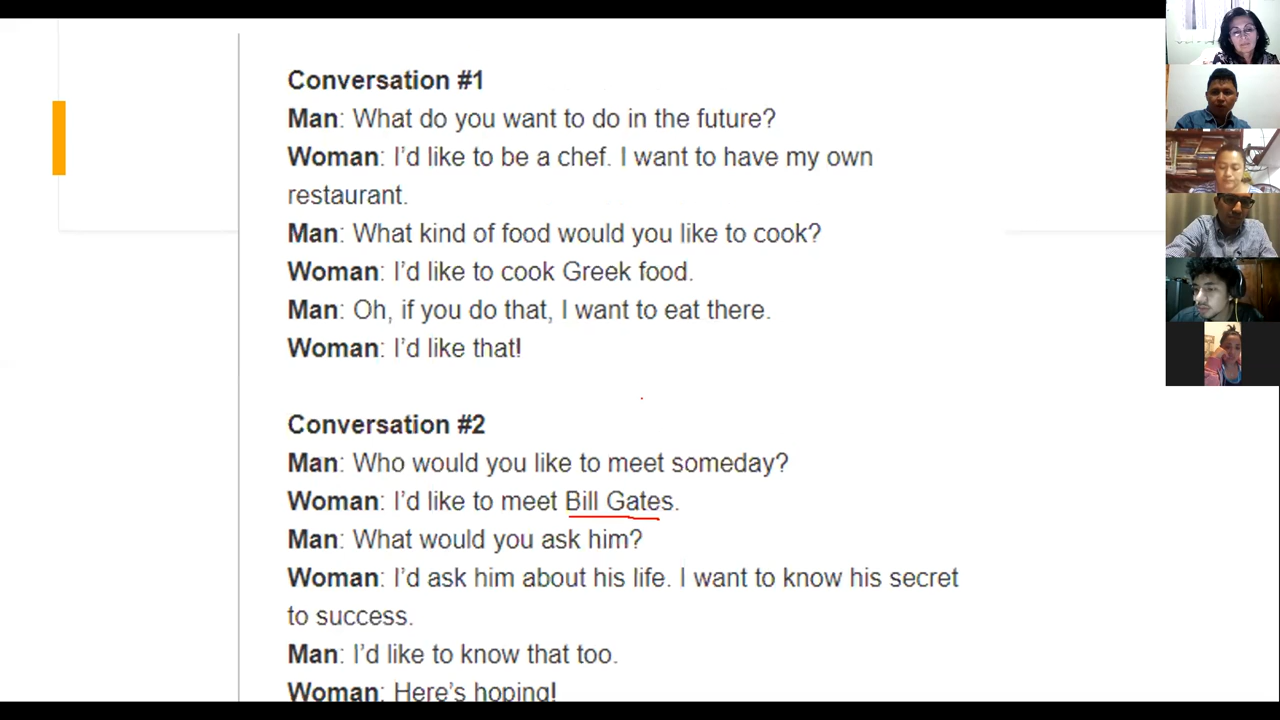 Conversation #1
Man: What do you want to do in the future?
Woman: I’d like to be a chef. I want to have my own
restaurant.
Man: What kind of food would you like to cook?
Woman: I’d like to cook Greek food.
Man: Oh, if you do that, I want to eat there.
Woman: I’d like that!
Conversation #2
Man: Who would you like to meet someday?
Woman: I’d like to meet Bill Gates.
Man: What would you ask him?
Woman: I’d ask him about his life. I want to know his secret
to success.
Man: I’d like to know that too.
Woman: Here’s hoping!